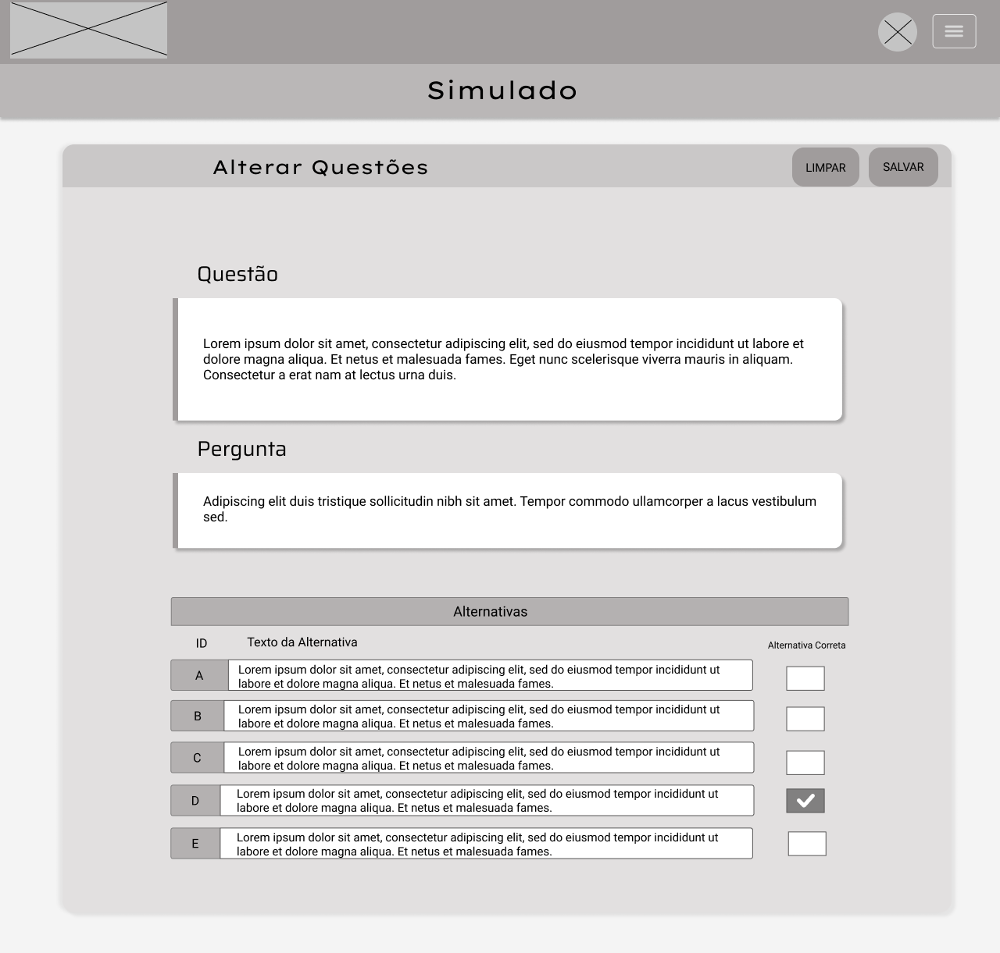 Simulado
Alterar Questões
LIMPAR
SALVAR
Questão
Lorem ipsum dolor sit amet, consectetur adipiscing elit, sed do eiusmod tempor incididunt ut labore et
dolore magna aliqua. Et netus et malesuada fames. Eget nunc scelerisque viverra mauris in aliquam.
Consectetur a erat nam at lectus urna duis.
Pergunta
Adipiscing elit duis tristique sollicitudin nibh sit amet. Tempor commodo ullamcorper a lacus vestibulum
sed.
Alternativas
ID
Texto da Alternativa
Alternativa Correta
A
Lorem ipsum dolor sit amet, consectetur adipiscing elit, sed do eiusmod tempor incididunt ut
labore et dolore magna aliqua. Et netus et malesuada fames.
B
Lorem ipsum dolor sit amet, consectetur adipiscing elit, sed do eiusmod tempor incididunt ut
labore et dolore magna aliqua. Et netus et malesuada fames.
C
Lorem ipsum dolor sit amet, consectetur adipiscing elit, sed do eiusmod tempor incididunt ut
labore et dolore magna aliqua. Et netus et malesuada fames.
D
Lorem ipsum dolor sit amet, consectetur adipiscing elit, sed do eiusmod tempor incididunt ut
labore et dolore magna aliqua. Et netus et malesuada fames.
E
Lorem ipsum dolor sit amet, consectetur adipiscing elit, sed do eiusmod tempor incididunt ut
labore et dolore magna aliqua. Et netus et malesuada fames.